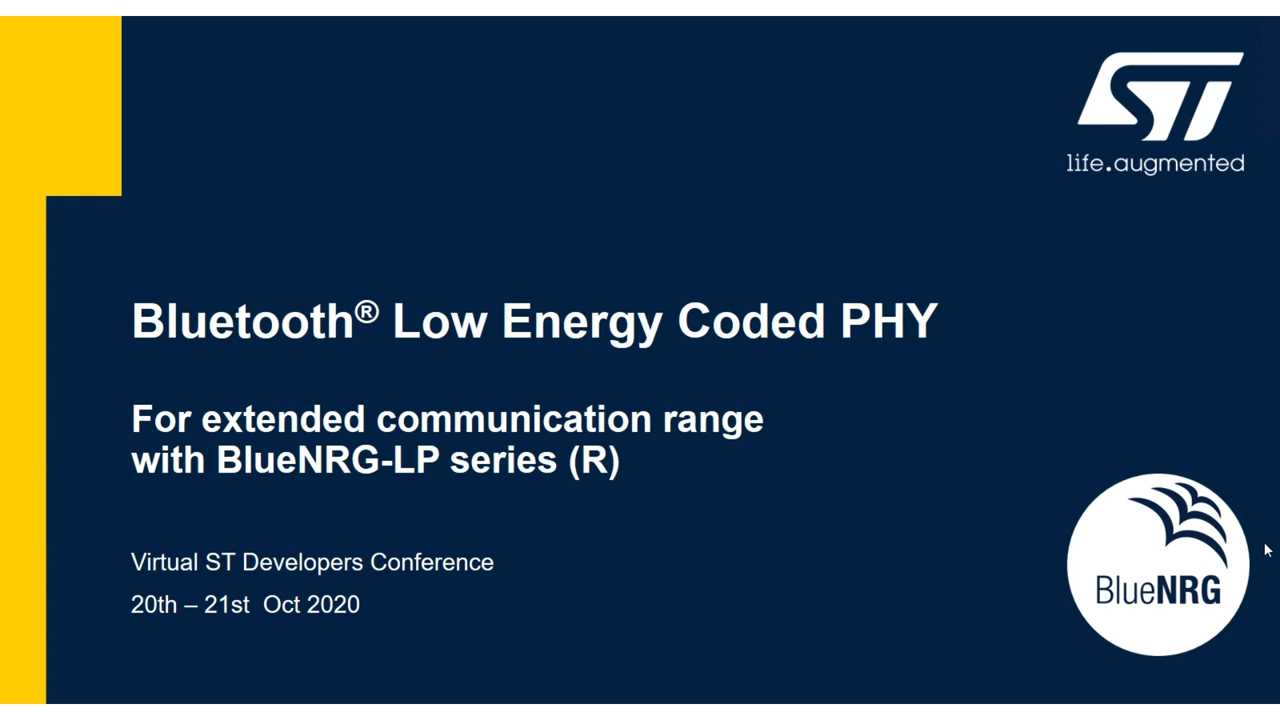 ST
life.augmented
Bluetooth® Low Energy Coded PHY
For extended communication range
with BlueNRG-LP series (R)
Virtual ST Developers Conference
20th – 21st  Oct 2020
BlueNRG